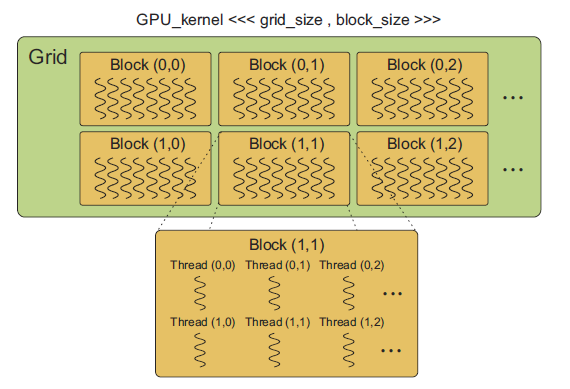 GPU_kernel <<< grid_size , block_size >>>
Grid
Block (0,0) Block (0,1) Block (0,2)
...
Block (1,0) Block (1,1) Block (1,2)
...
Block (1,1)
Thread (0,0) Thread (0,1) Thread (0,2)
...
Thread (1,0) Thread (1,1) Thread (1,2)
...